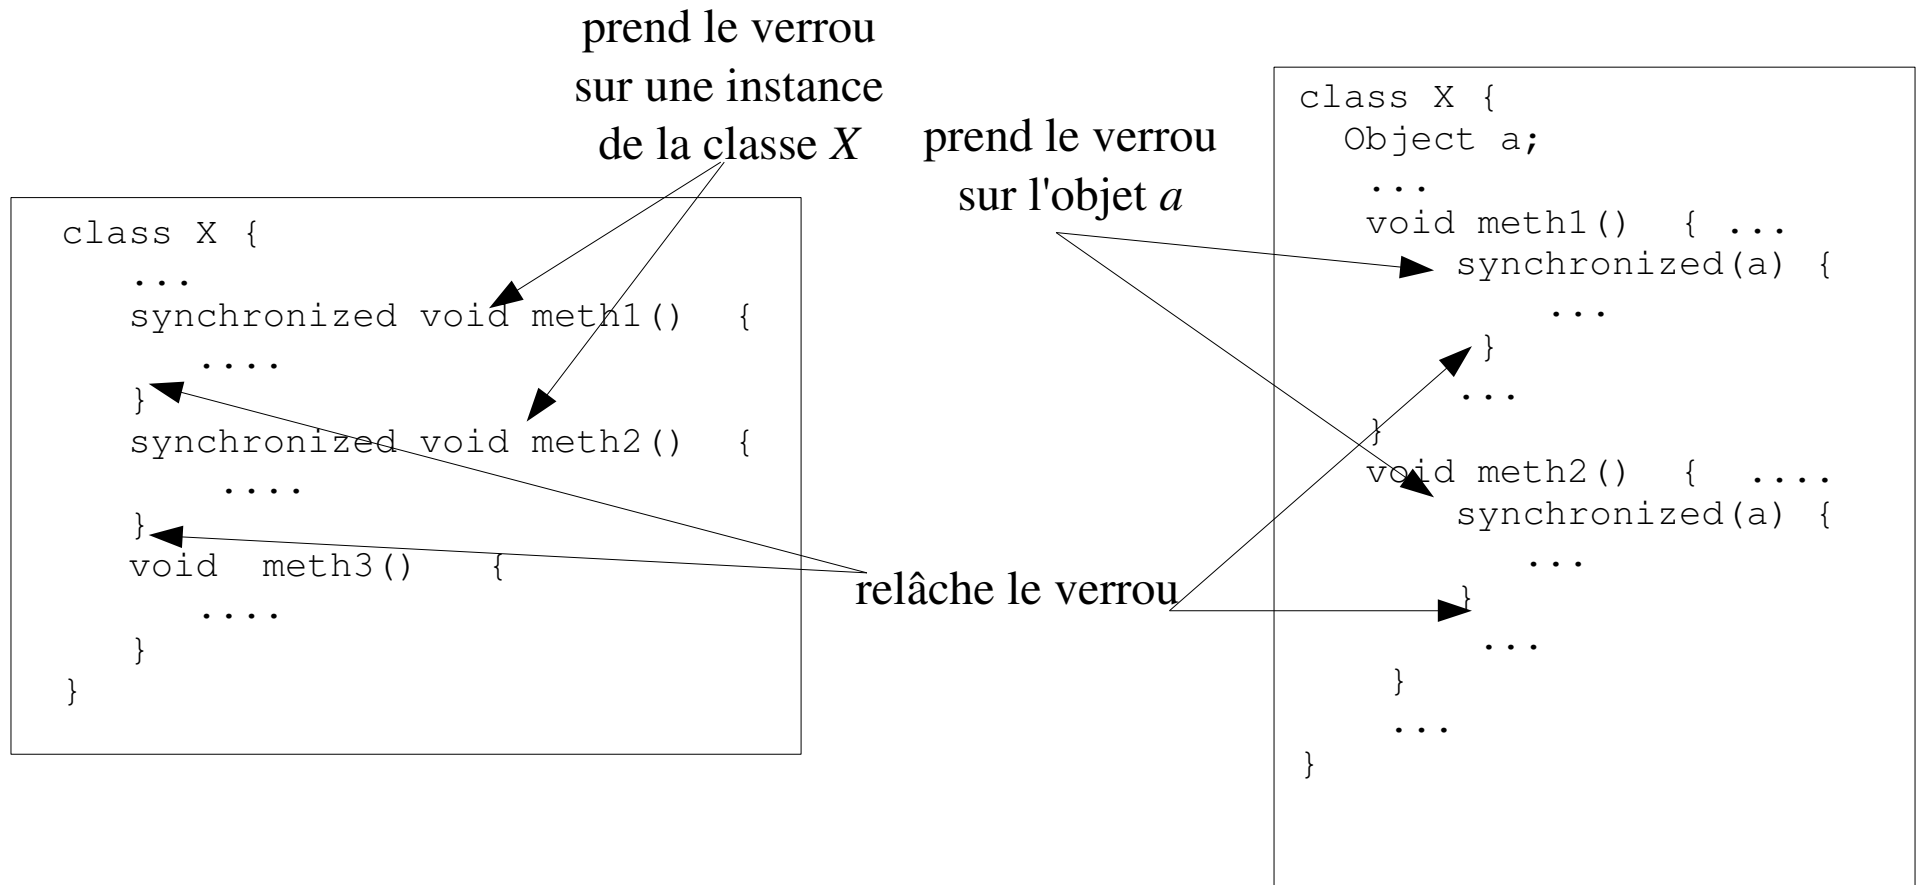 prend le verrou
sur une instance
de la classe X
class X {
...
synchronized void meth1() {
....
}
synchronized void meth2() {
....
}
void meth3() {
....
}
}
prend le verrou
sur l'objet a
relâche le verrou
class X {
Object a;
...
void meth1() { ...
synchronized(a) {
...
}
...
}
void meth2() { ....
synchronized(a) {
...
}
...
}
...
}